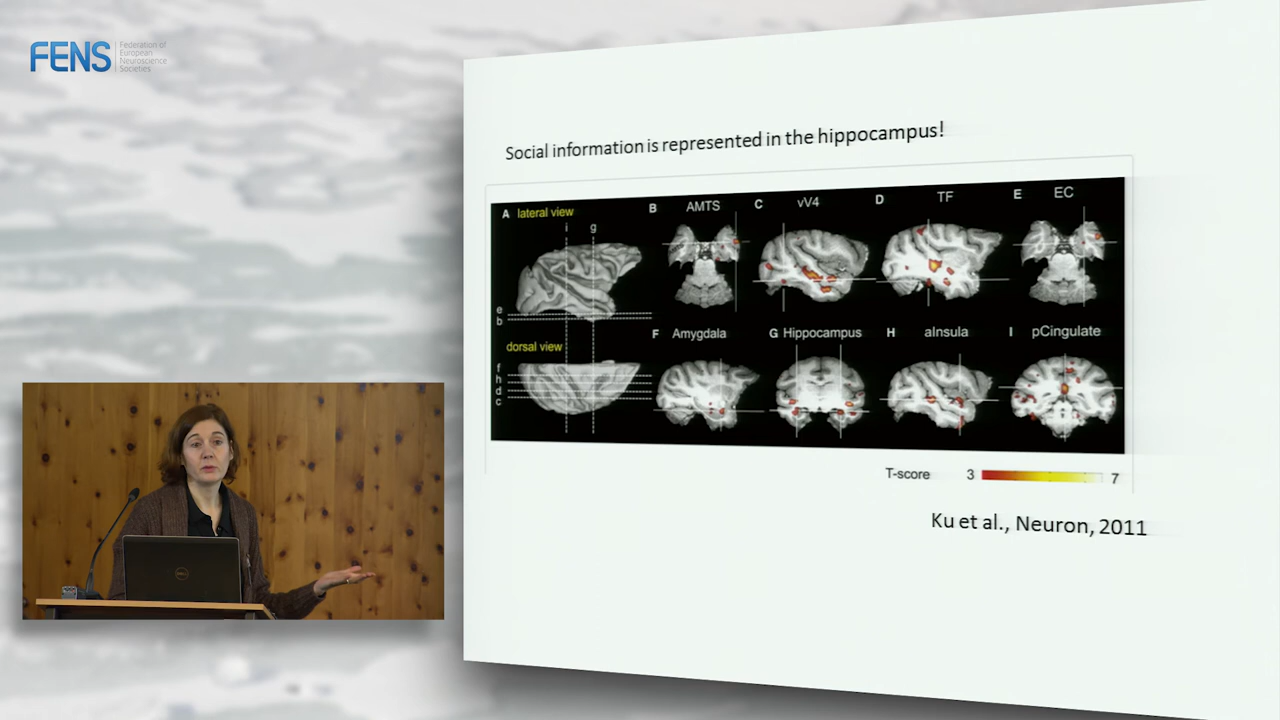 FENS
Federation of
European
Neuroscience
Societies
Social information is represented in the hippocampus!
A lateral view
i g
e
b
dorsal view
f
h
d
c
B AMTS
C vV4
D TF
E EC
F Amygdala
G Hippocampus
H aInsula
I pCingulate
T-score 3 7
Ku et al., Neuron, 2011
DELL